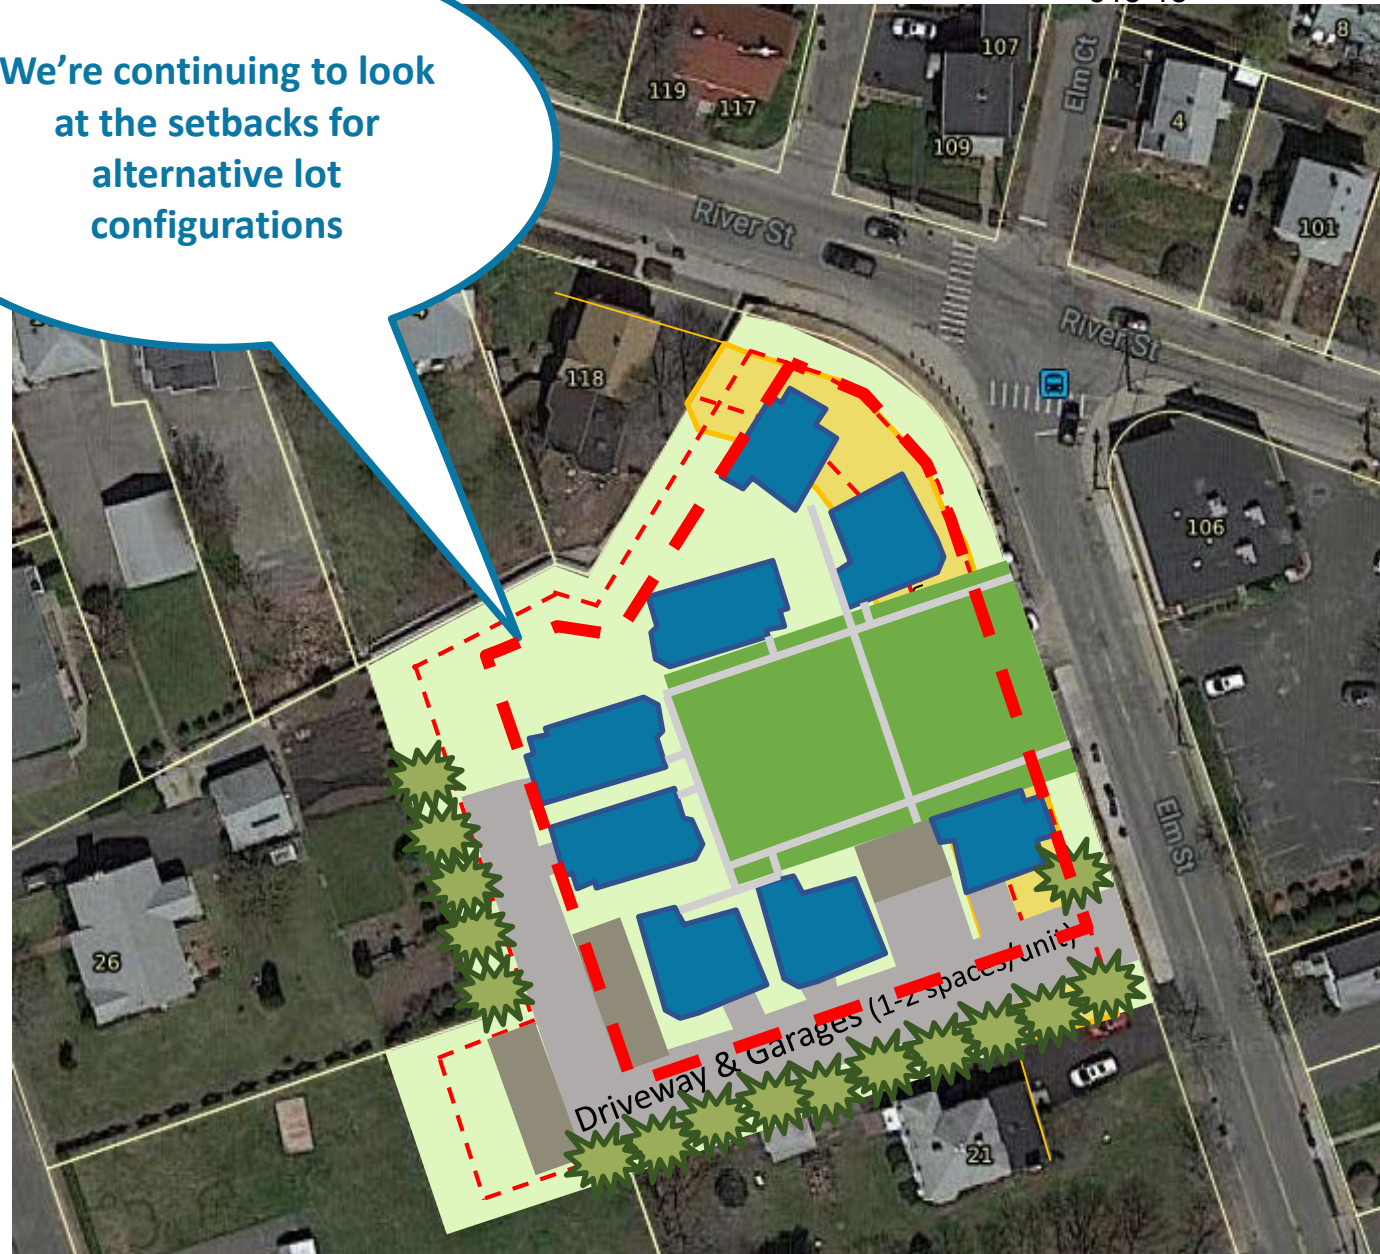 We're continuing to look
at the setbacks for
alternative lot
configurations
119
117
107
109
Elm Ct
4
8
101
River St
River St
118
106
Elm St
26
21
Driveway & Garages (1-2 spaces/unit)